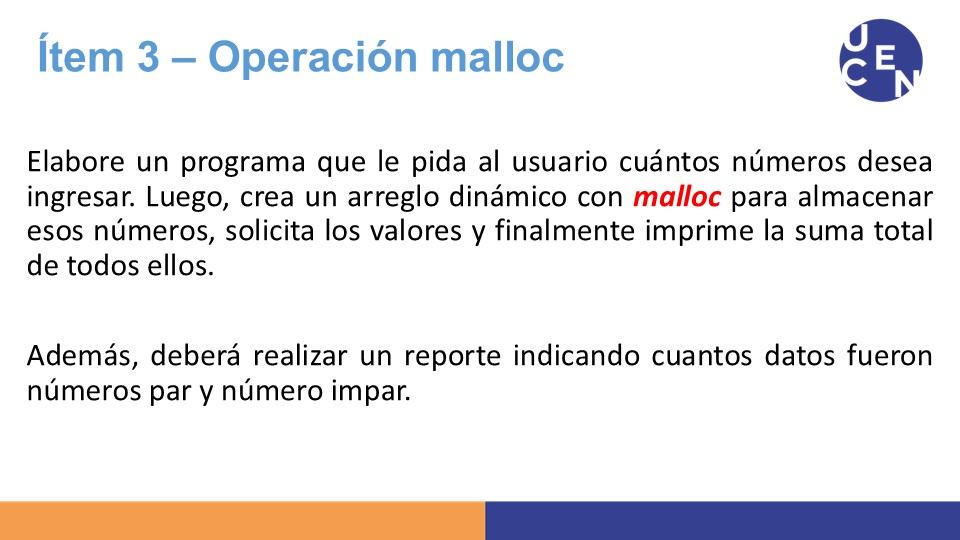 Ítem 3 – Operación malloc
UCEN
Elabore un programa que le pida al usuario cuántos números desea
ingresar. Luego, crea un arreglo dinámico con malloc para almacenar
esos números, solicita los valores y finalmente imprime la suma total
de todos ellos.
Además, deberá realizar un reporte indicando cuantos datos fueron
números par y número impar.